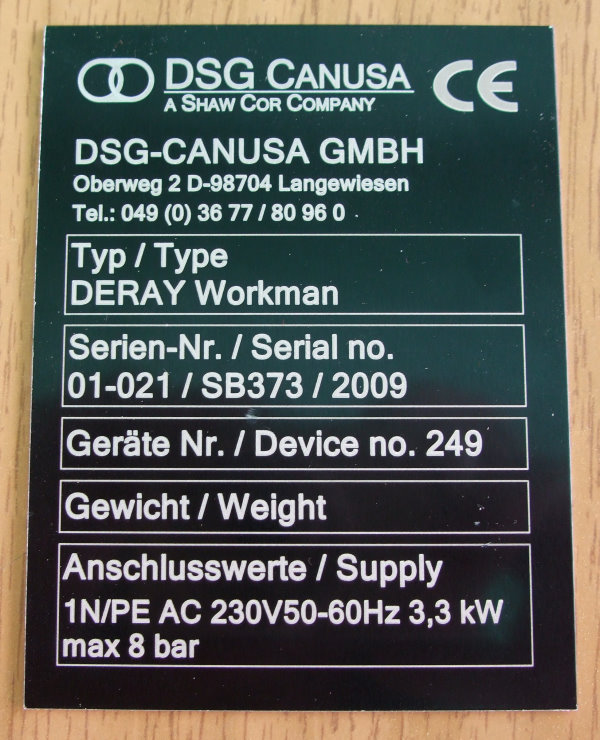 DSG CANUSA
A SHAW COR COMPANY
CE
DSG-CANUSA GMBH
Oberweg 2 D-98704 Langewiesen
Tel.: 049 (0) 36 77 / 80 96 0
Typ / Type
DERAY Workman
Serien-Nr. / Serial no.
01-021 / SB373 / 2009
Geräte Nr. / Device no. 249
Gewicht / Weight
Anschlusswerte / Supply
1N/PE AC 230V50-60Hz 3,3 kW
max 8 bar